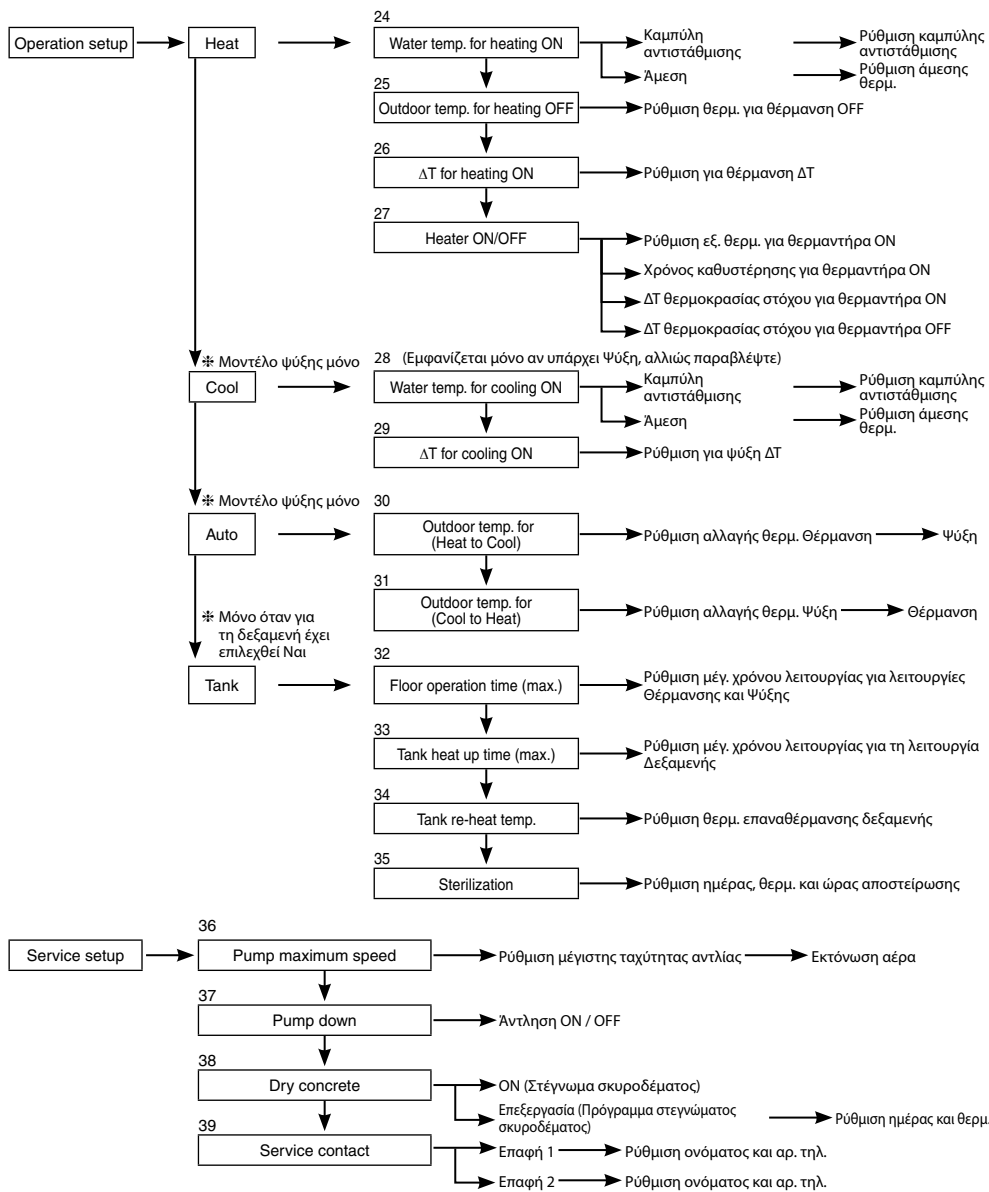 24
Operation setup
Heat
Water temp. for heating ON
Καμπύλη
αντιστάθμισης
Ρύθμιση καμπύλης
αντιστάθμισης
Άμεση
Ρύθμιση άμεσης
θερμ.
25
Outdoor temp. for heating OFF
Ρύθμιση θερμ. για θέρμανση OFF
26
ΔT for heating ON
Ρύθμιση για θέρμανση ΔΤ
27
Heater ON/OFF
Ρύθμιση εξ. θερμ. για θερμαντήρα ON
Χρόνος καθυστέρησης για θερμαντήρα ON
ΔΤ θερμοκρασίας στόχου για θερμαντήρα ON
ΔΤ θερμοκρασίας στόχου για θερμαντήρα OFF
※ Μοντέλο ψύξης μόνο
28 (Εμφανίζεται μόνο αν υπάρχει Ψύξη, αλλιώς παραβλέψτε)
Cool
Water temp. for cooling ON
Καμπύλη
αντιστάθμισης
Ρύθμιση καμπύλης
αντιστάθμισης
Άμεση
Ρύθμιση άμεσης
θερμ.
29
ΔT for cooling ON
Ρύθμιση για ψύξη ΔΤ
※ Μοντέλο ψύξης μόνο
30
Auto
Outdoor temp. for
(Heat to Cool)
Ρύθμιση αλλαγής θερμ. Θέρμανση
Ψύξη
31
Outdoor temp. for
(Cool to Heat)
Ρύθμιση αλλαγής θερμ. Ψύξη
Θέρμανση
※ Μόνο όταν για
τη δεξαμενή έχει
επιλεχθεί Ναι
32
Tank
Floor operation time (max.)
Ρύθμιση μέγ. χρόνου λειτουργίας για λειτουργίες
Θέρμανσης και Ψύξης
33
Tank heat up time (max.)
Ρύθμιση μέγ. χρόνου λειτουργίας για τη λειτουργία
Δεξαμενής
34
Tank re-heat temp.
Ρύθμιση θερμ. επαναθέρμανσης δεξαμενής
35
Sterilization
Ρύθμιση ημέρας, θερμ. και ώρας αποστείρωσης
36
Service setup
Pump maximum speed
Ρύθμιση μέγιστης ταχύτητας αντλίας
Εκτόνωση αέρα
37
Pump down
Άντληση ON / OFF
38
Dry concrete
ON (Στέγνωμα σκυροδέματος)
Επεξεργασία (Πρόγραμμα στεγνώματος
σκυροδέματος)
Ρύθμιση ημέρας και θερμ.
39
Service contact
Επαφή 1
Ρύθμιση ονόματος και αρ. τηλ.
Επαφή 2
Ρύθμιση ονόματος και αρ. τηλ.